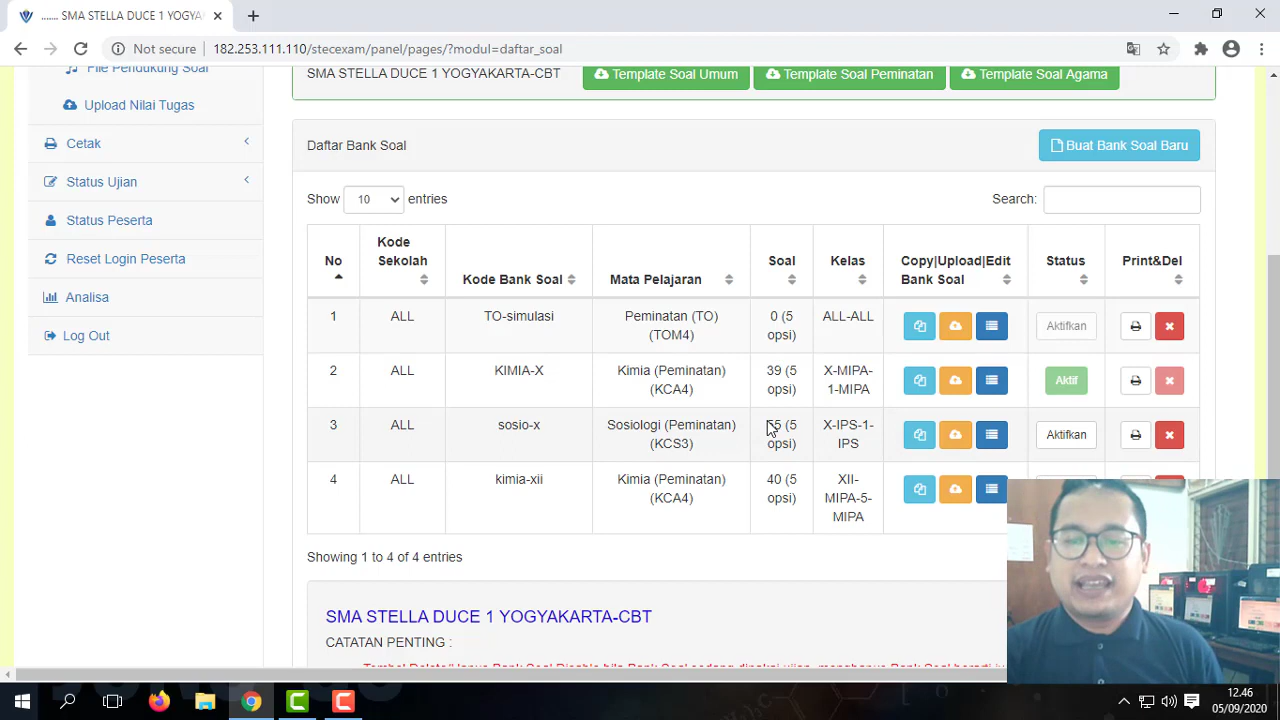 ....... SMA STELLA DUCE 1 YOGYA
Not secure 182.253.111.110/stecexam/panel/pages/?modul=daftar_soal
File Pendukung Soal
Upload Nilai Tugas
Cetak
Status Ujian
Status Peserta
Reset Login Peserta
Analisa
Log Out
SMA STELLA DUCE 1 YOGYAKARTA-CBT Template Soal Umum Template Soal Peminatan Template Soal Agama
Daftar Bank Soal Buat Bank Soal Baru
Show 10 entries Search:
No Kode Sekolah Kode Bank Soal Mata Pelajaran Soal Kelas Copy|Upload|Edit Bank Soal Status Print&Del
1 ALL TO-simulasi Peminatan (TO) (TOM4) 0 (5 opsi) ALL-ALL Aktifkan
2 ALL KIMIA-X Kimia (Peminatan) (KCA4) 39 (5 opsi) X-MIPA-1-MIPA Aktif
3 ALL sosio-x Sosiologi (Peminatan) (KCS3) (5 opsi) X-IPS-1-IPS Aktifkan
4 ALL kimia-xii Kimia (Peminatan) (KCA4) 40 (5 opsi) XII-MIPA-5-MIPA
Showing 1 to 4 of 4 entries
SMA STELLA DUCE 1 YOGYAKARTA-CBT
CATATAN PENTING :
12.46
05/09/2020